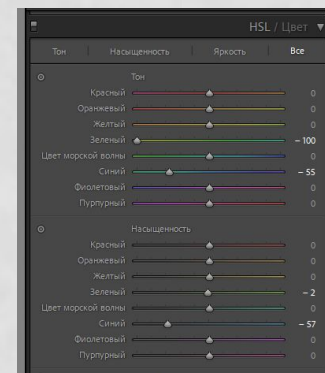 HSL / Цвет ▼
Тон Насыщенность Яркость Все
Тон
Красный 0
Оранжевый 0
Желтый 0
Зеленый – 100
Цвет морской волны 0
Синий – 55
Фиолетовый 0
Пурпурный 0
Насыщенность
Красный 0
Оранжевый 0
Желтый 0
Зеленый – 2
Цвет морской волны 0
Синий – 57
Фиолетовый 0
Пурпурный 0